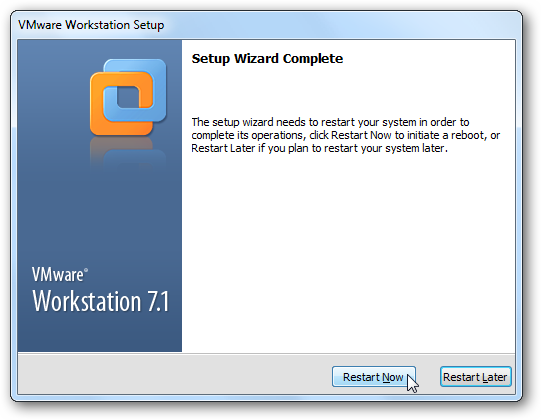 VMware Workstation Setup
Setup Wizard Complete
The setup wizard needs to restart your system in order to
complete its operations, click Restart Now to initiate a reboot, or
Restart Later if you plan to restart your system later.
VMware®
Workstation 7.1
Restart Now
Restart Later